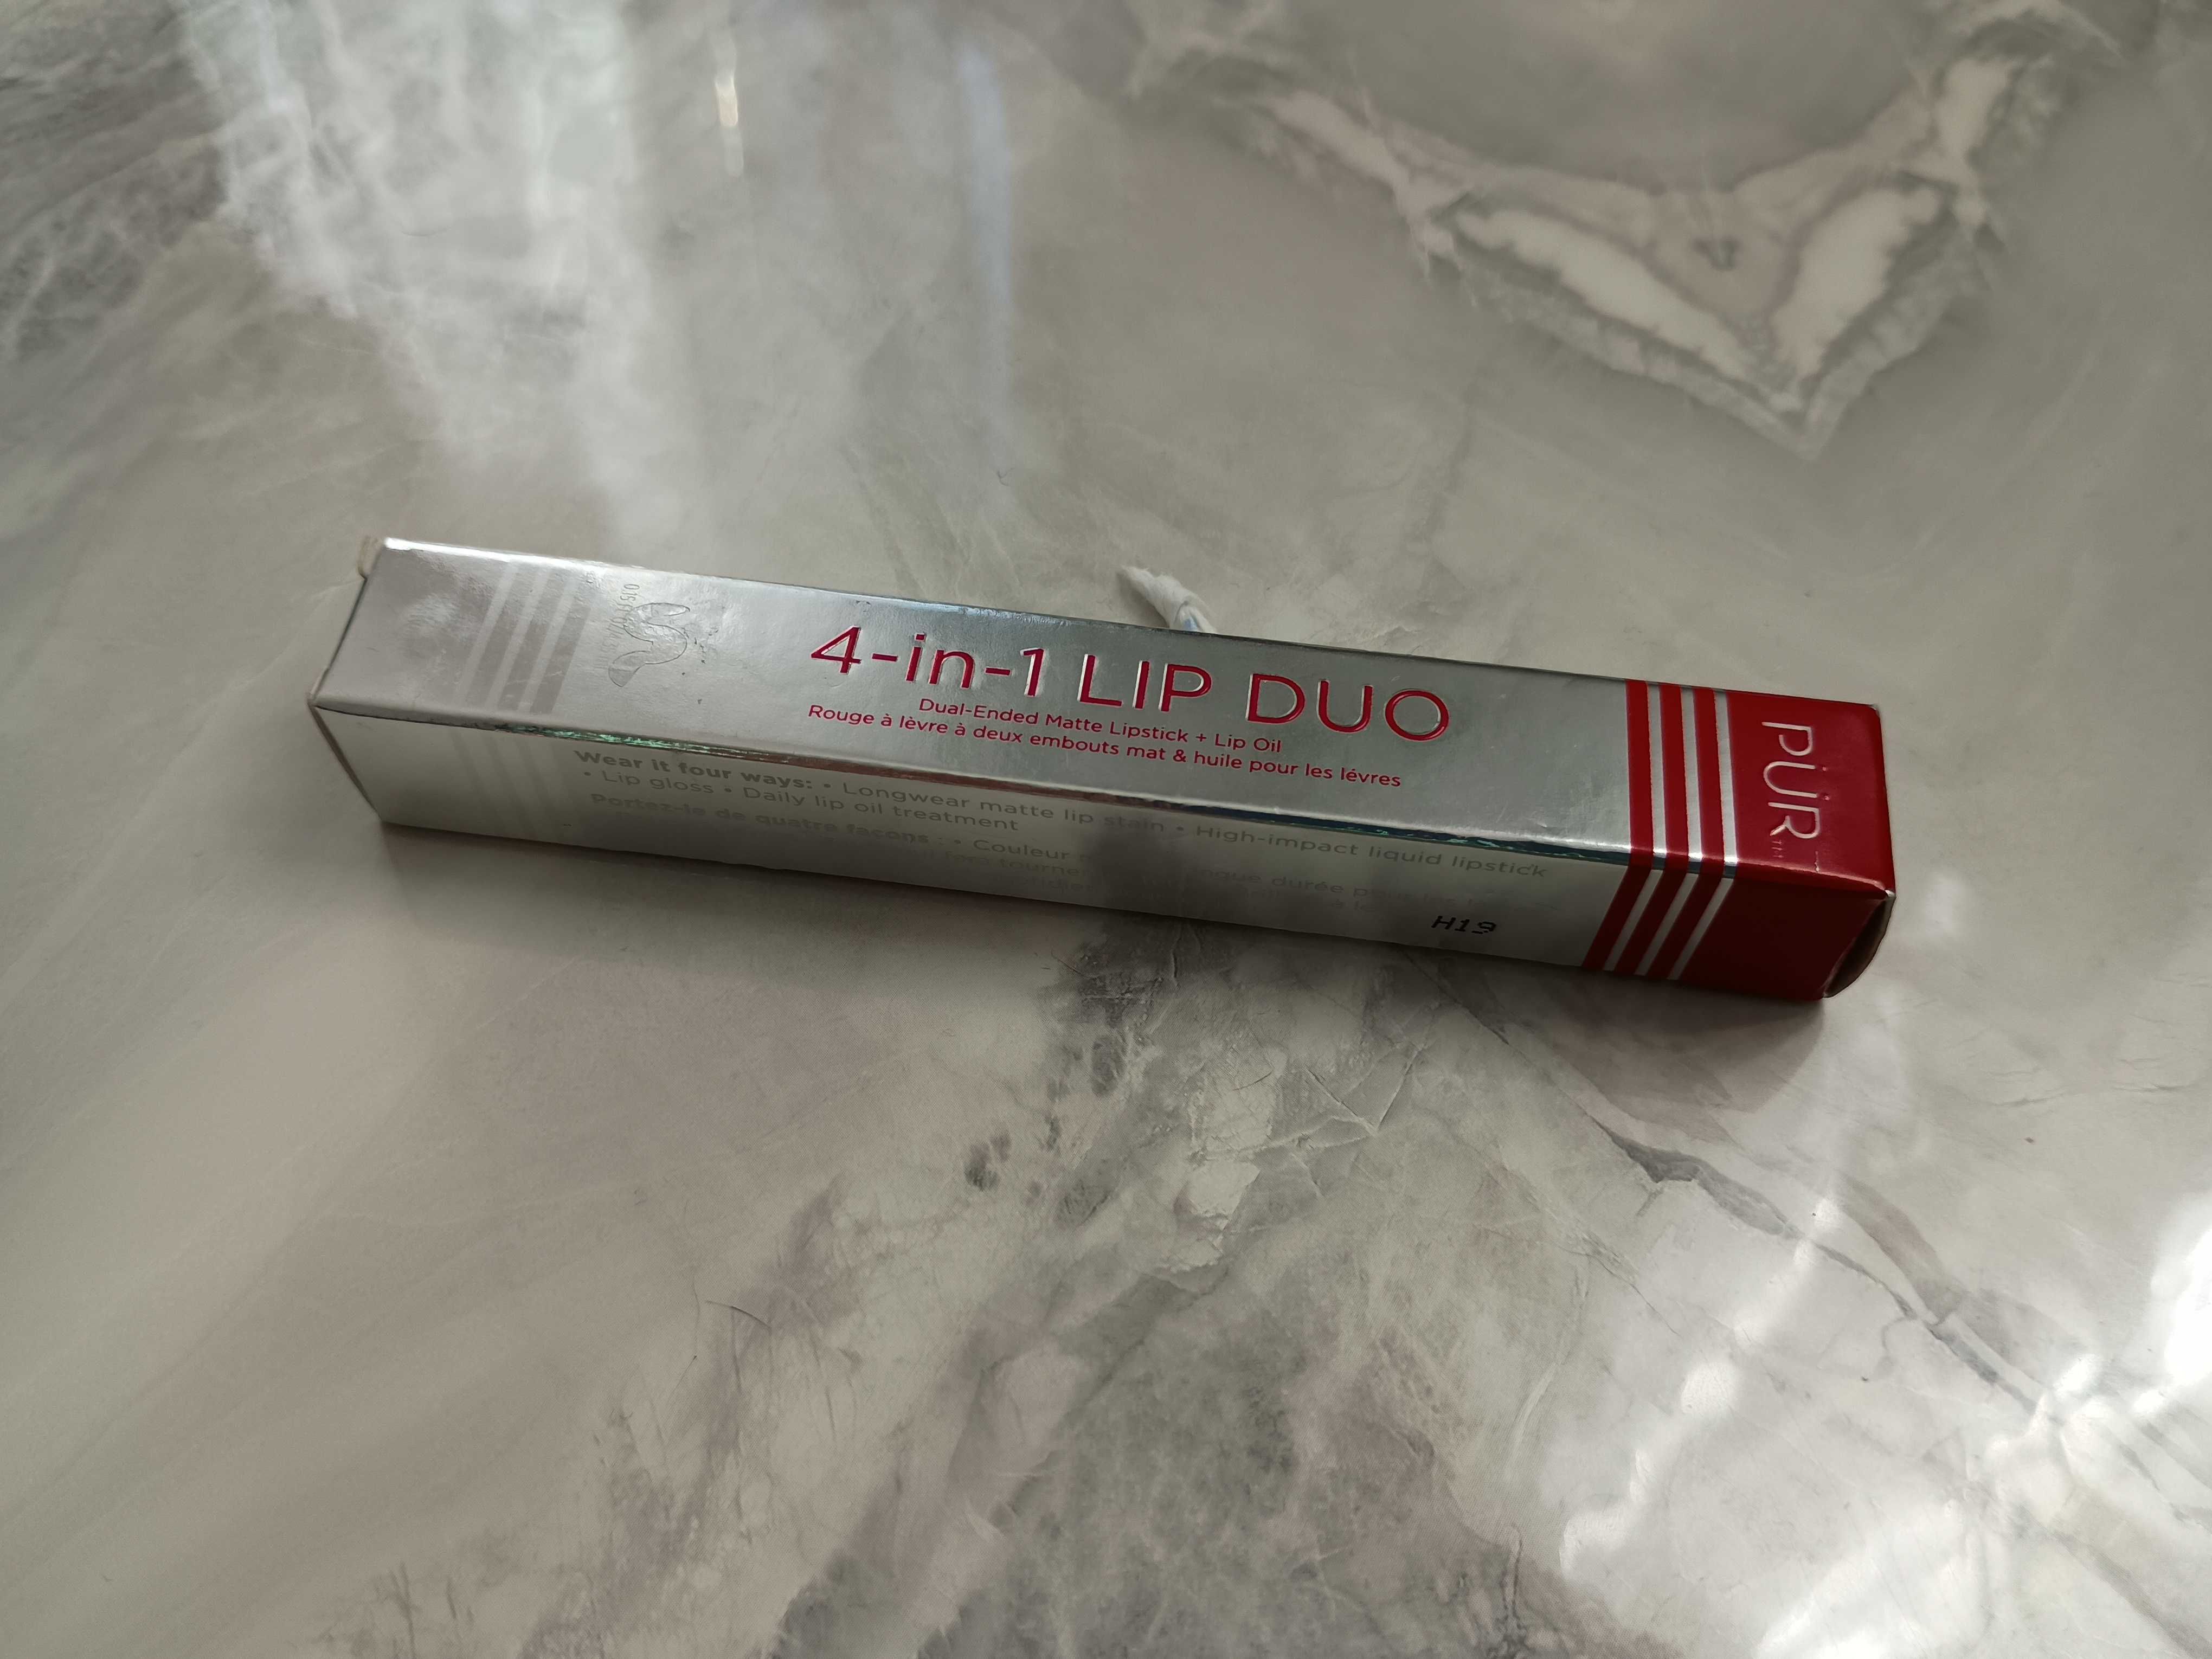 4-in-1 LIP DUO
Dual-Ended Matte Lipstick + Lip Oil
Rouge à lèvre à deux embouts mat & huile pour les lévres
PÜR
Wear it four ways: • Longwear matte lip stain • High-impact liquid lipstick
• Lip gloss • Daily lip oil treatment
Portez-le de quatre façons : • Couleur durée
H19